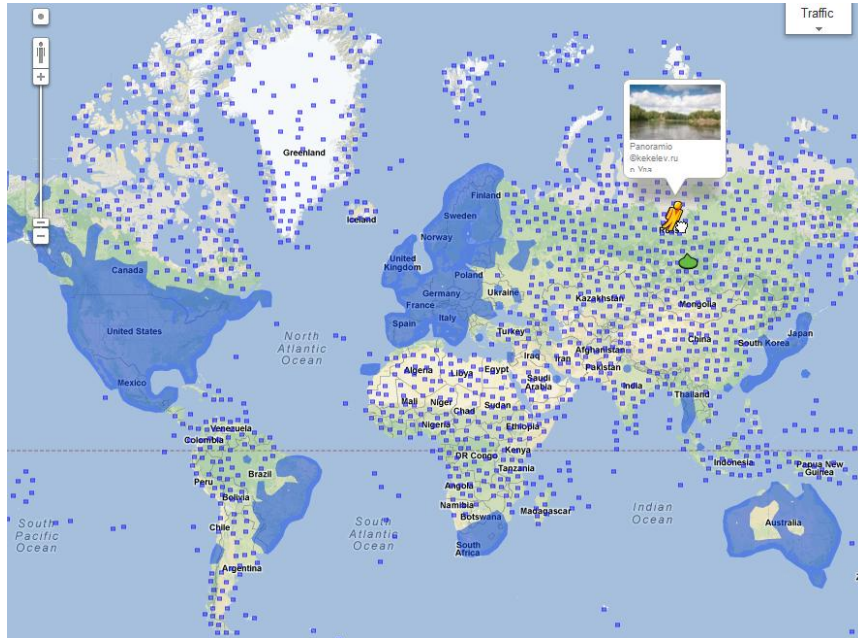 Traffic
Panoramio
©kekelev.ru
р.Уда
Greenland
Iceland
Finland
Sweden
Norway
United
Kingdom
Poland
Germany
Ukraine
France
Spain
Italy
Turkey
Kazakhstan
Mongolia
China
Japan
South Korea
Canada
United States
Mexico
North
Atlantic
Ocean
Algeria
Libya
Egypt
Iraq
Iran
Afghanistan
Pakistan
Saudi
Arabia
India
Thailand
Mali
Niger
Chad
Sudan
Nigeria
Ethiopia
Venezuela
Colombia
DR Congo
Kenya
Tanzania
Indonesia
Papua New
Guinea
Peru
Brazil
Bolivia
Angola
Namibia
Botswana
Madagascar
Chile
Argentina
South
Africa
South
Pacific
Ocean
South
Atlantic
Ocean
Indian
Ocean
Australia